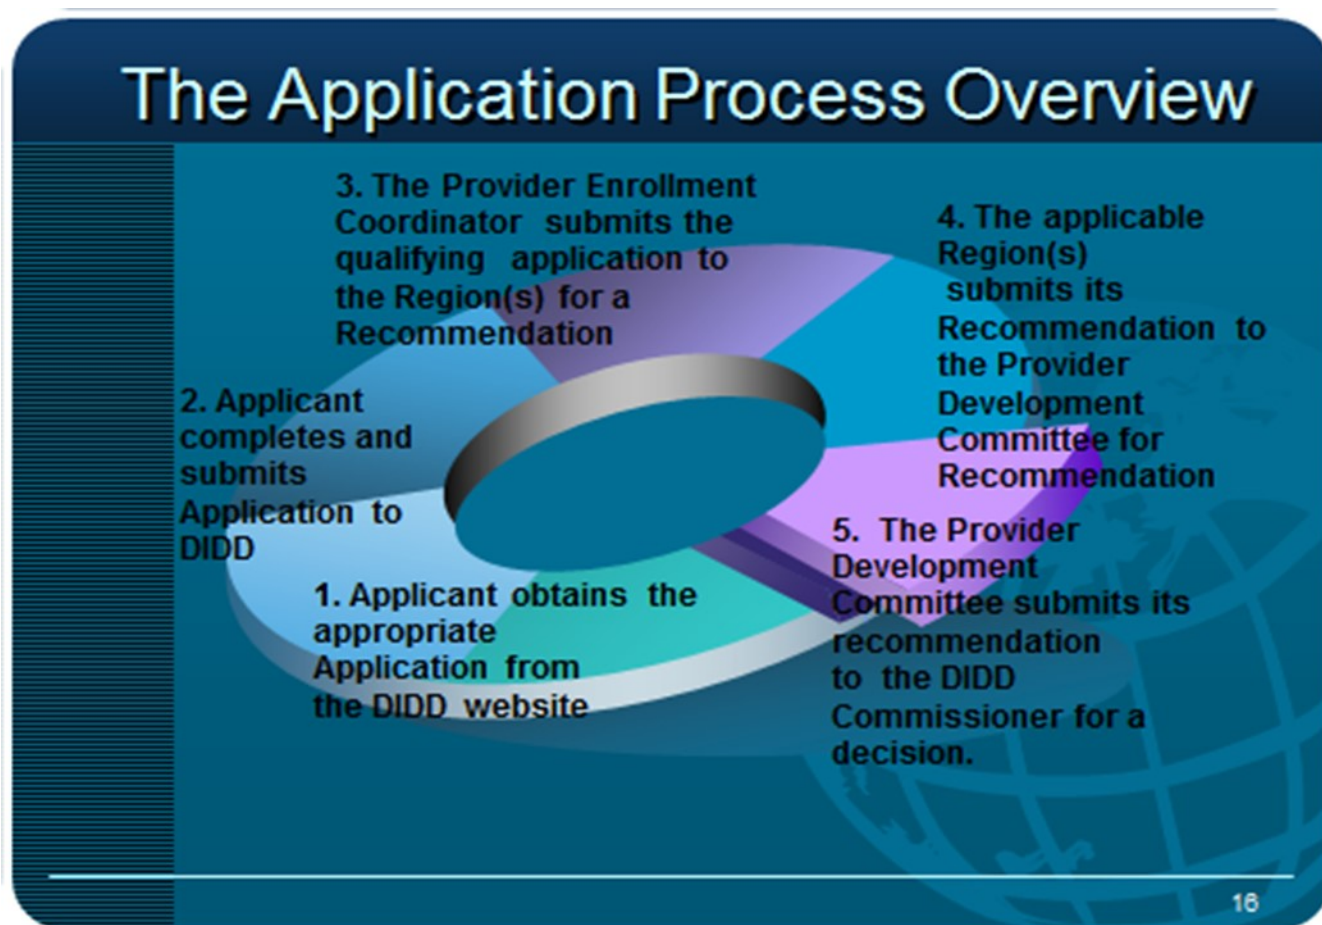 The Application Process Overview
3. The Provider Enrollment
Coordinator submits the
qualifying application to
the Region(s) for a
Recommendation
4. The applicable
Region(s)
submits its
Recommendation to
the Provider
Development
Committee for
Recommendation
2. Applicant
completes and
submits
Application to
DIDD
1. Applicant obtains the
appropriate
Application from
the DIDD website
5. The Provider
Development
Committee submits its
recommendation
to the DIDD
Commissioner for a
decision.
16